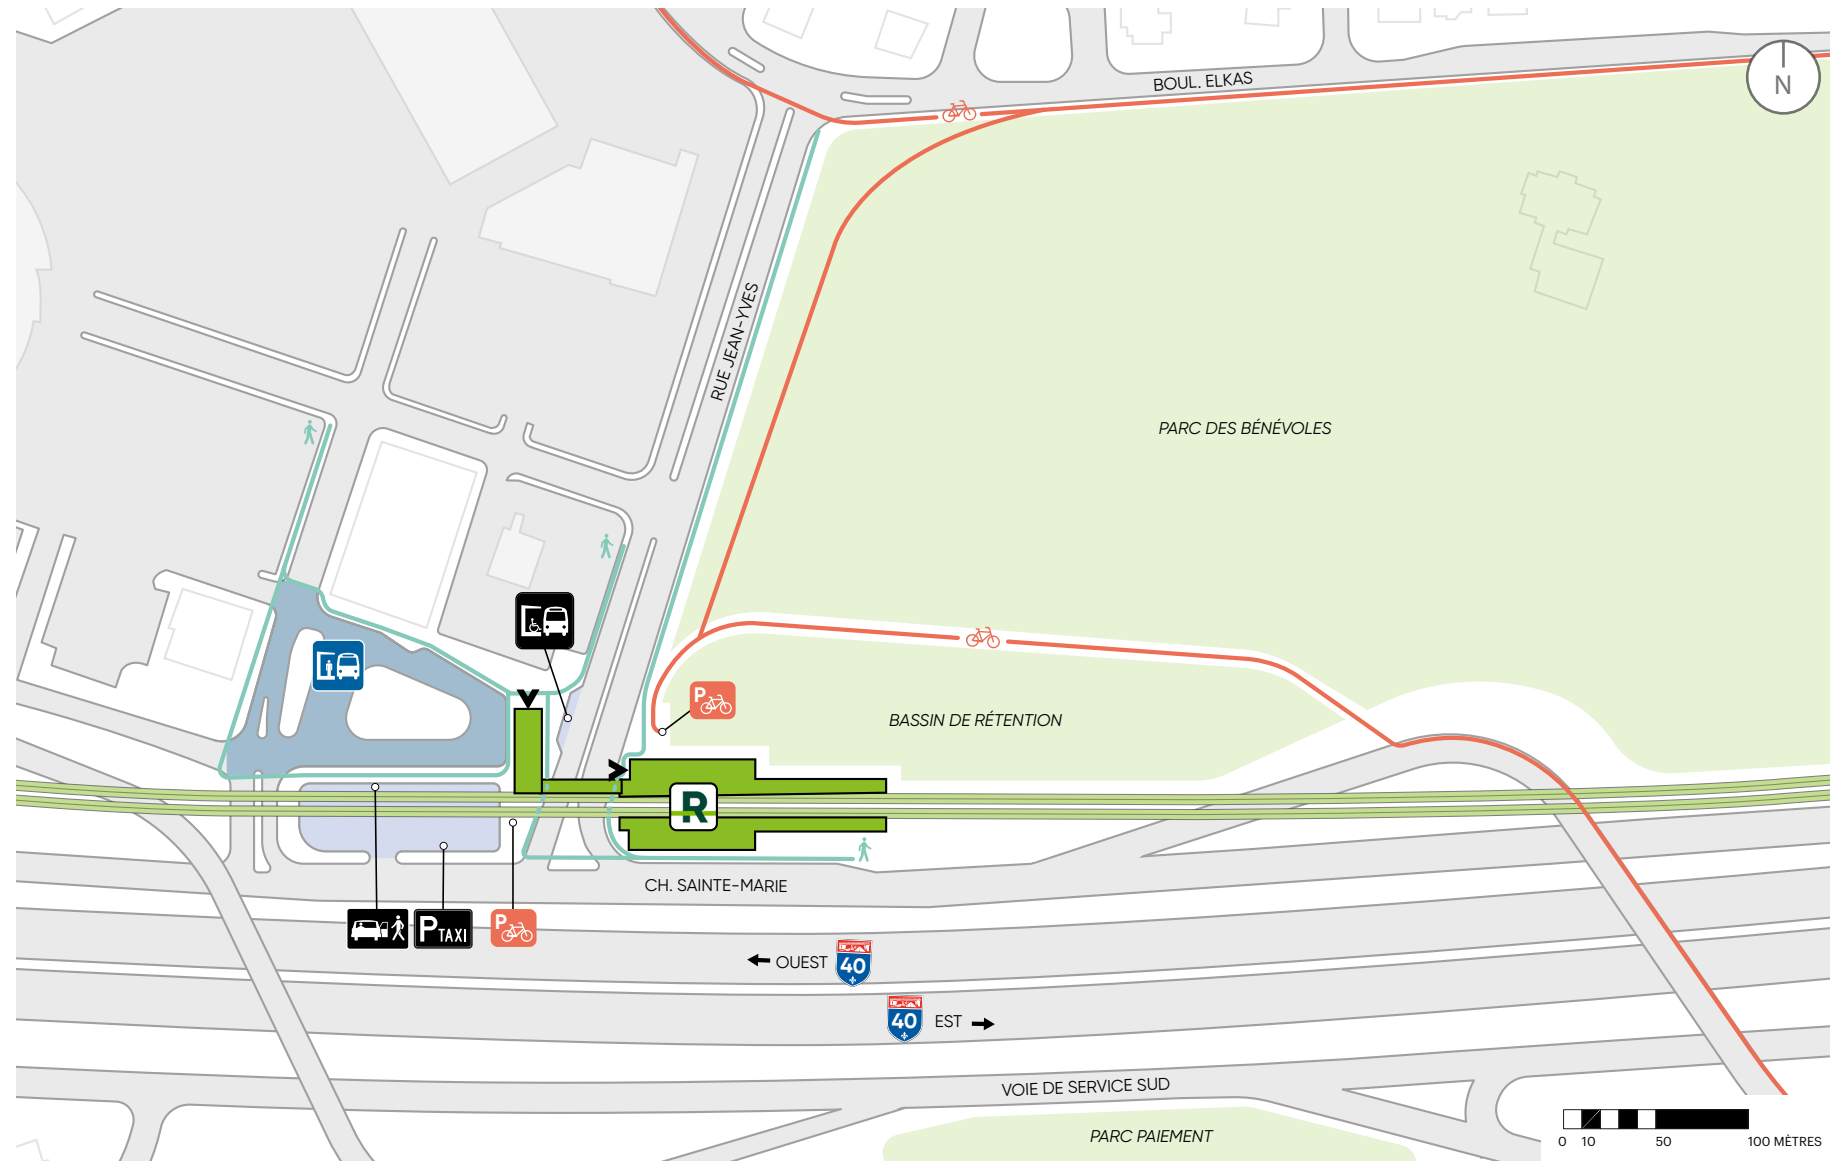 BOUL. ELKAS
N
RUE JEAN-YVES
PARC DES BÉNÉVOLES
P
BASSIN DE RÉTENTION
R
CH. SAINTE-MARIE
P TAXI
P
OUEST 40
40 EST
VOIE DE SERVICE SUD
PARC PAIEMENT
0 10 50 100 MÈTRES